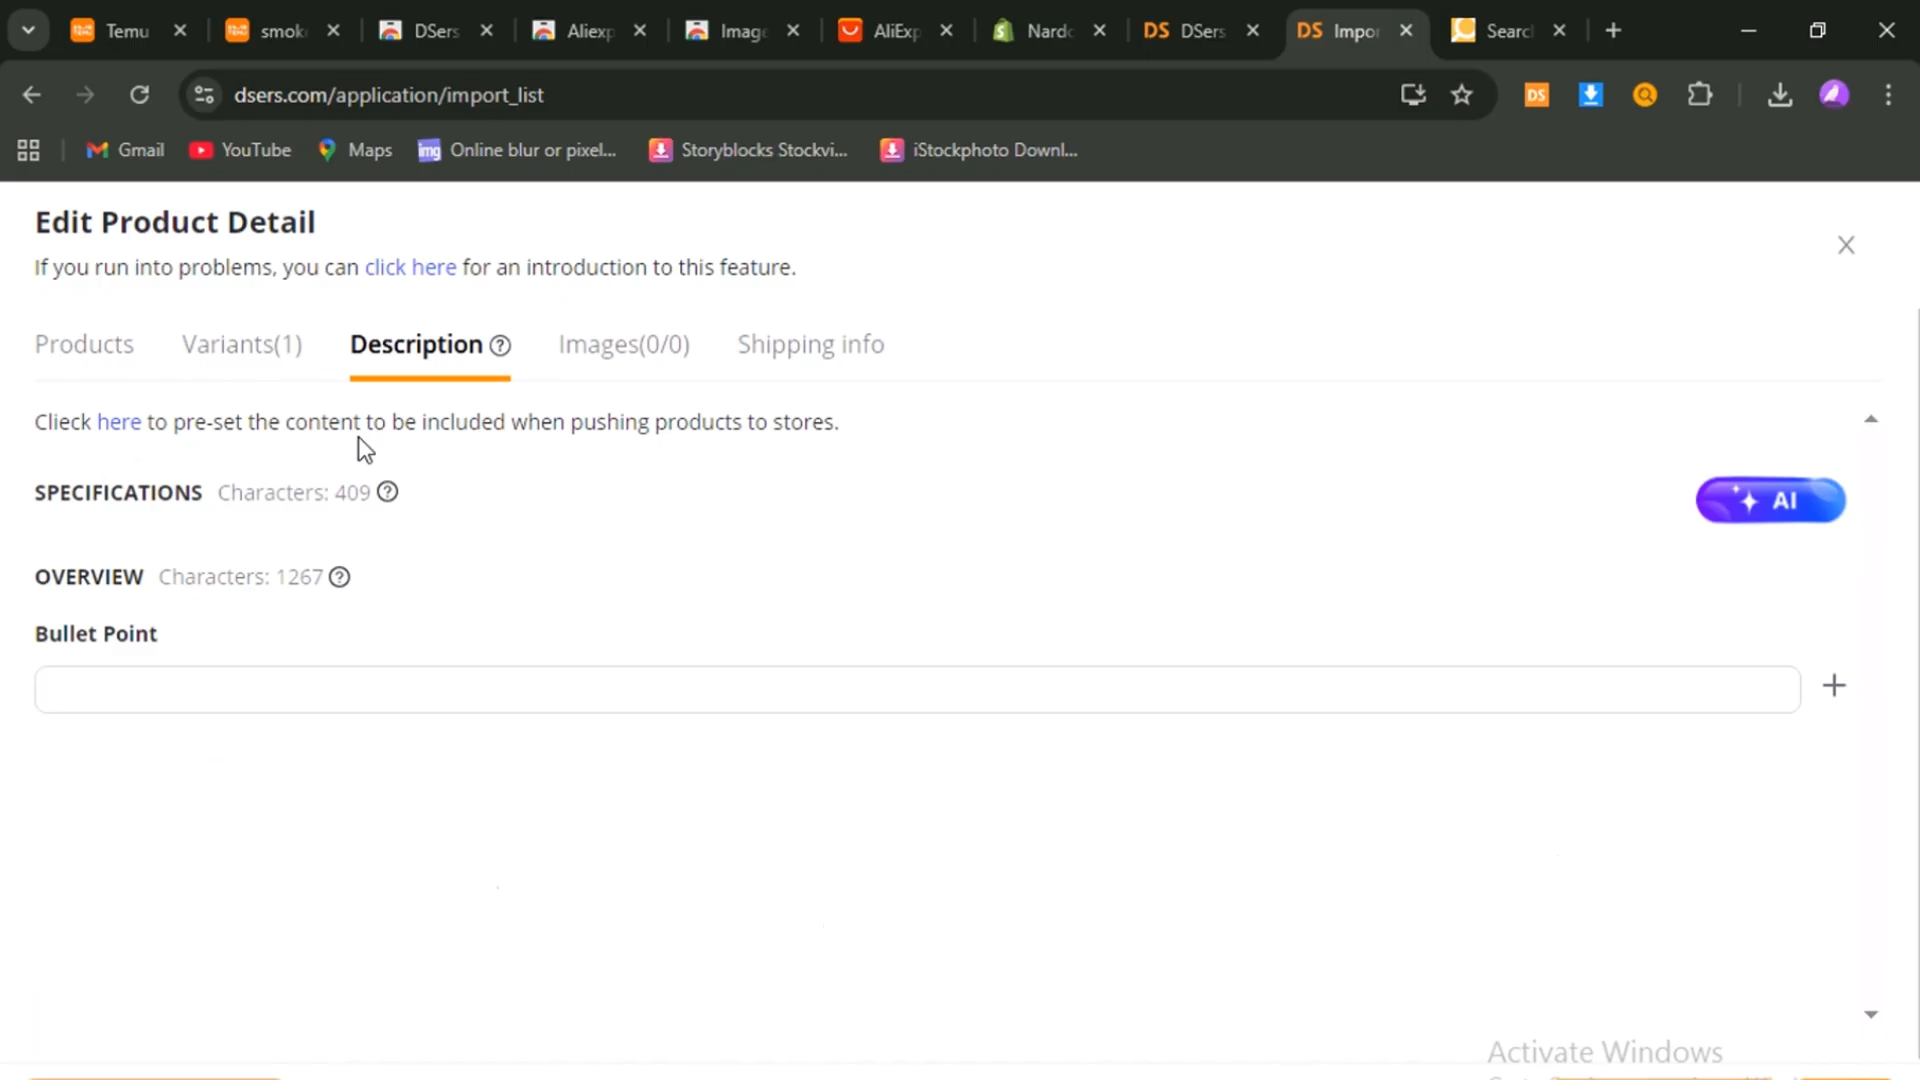 Temu
smok
DSers
Aliexp
Image
AliExp
Nard
DS DSers
DS Impor
Searc
dsers.com/application/import_list
DS
Gmail
YouTube
Maps
img Online blur or pixel...
Storyblocks Stockvi...
iStockphoto Downl...
Edit Product Detail
If you run into problems, you can click here for an introduction to this feature.
Products
Variants(1)
Description ?
Images(0/0)
Shipping info
Clieck here to pre-set the content to be included when pushing products to stores.
SPECIFICATIONS Characters: 409 ?
AI
OVERVIEW Characters: 1267 ?
Bullet Point
Activate Windows